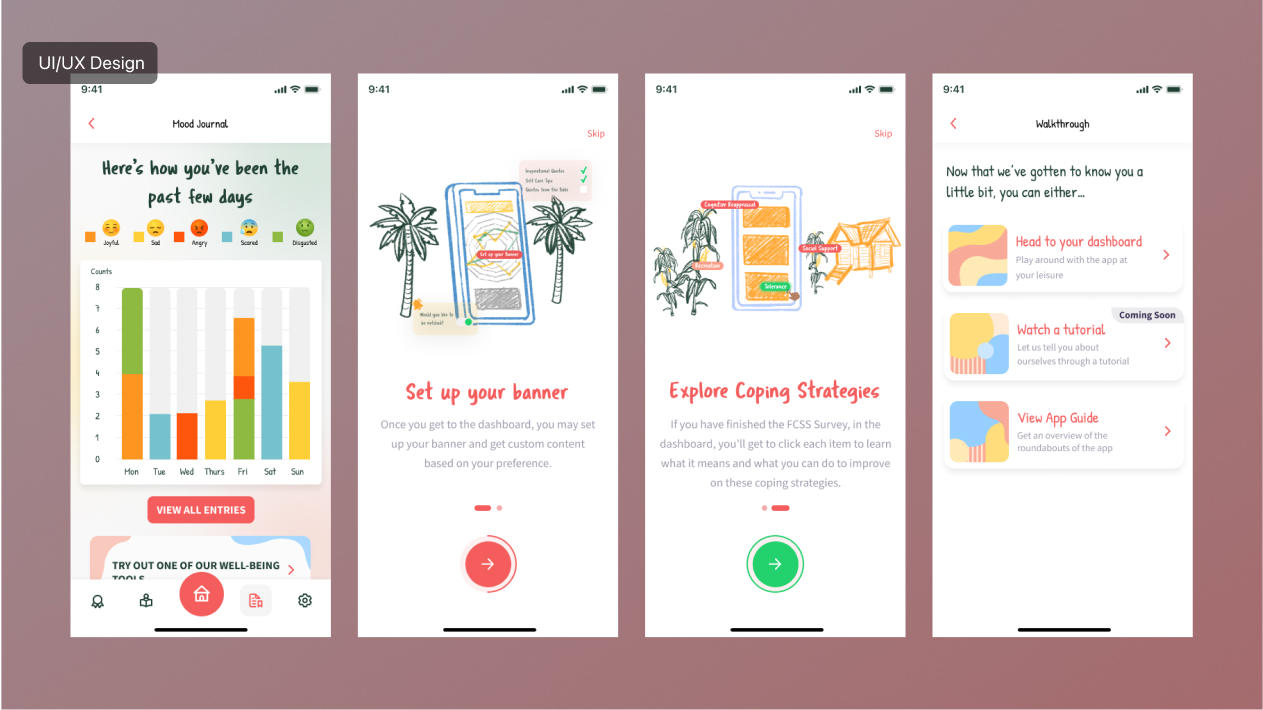 UI/UX Design
9:41
Mood Journal
Here's how you've been the
past few days
Joyful
Sad
Angry
Scared
Disgusted
Counts
8
7
6
5
4
3
2
1
0
Mon Tue Wed Thurs Fri Sat Sun
VIEW ALL ENTRIES
TRY OUT ONE OF OUR WELL-BEING
TOOLS
9:41
Skip
Inspirational Quotes
Self Care Tips
Quotes from the Bible
Set up your Banner
Would you like to
be notified?
Set up your banner
Once you get to the dashboard, you may set
up your banner and get custom content
based on your preference.
9:41
Skip
Cognitive Reappraisal
Social Support
Recreation
Tolerance
Explore Coping Strategies
If you have finished the FCSS Survey, in the
dashboard, you'll get to click each item to learn
what it means and what you can do to improve
on these coping strategies.
9:41
Walkthrough
Now that we've gotten to know you a
little bit, you can either...
Head to your dashboard
Play around with the app at
your leisure
Coming Soon
Watch a tutorial
Let us tell you about
ourselves through a tutorial
View App Guide
Get an overview of the
roundabouts of the app